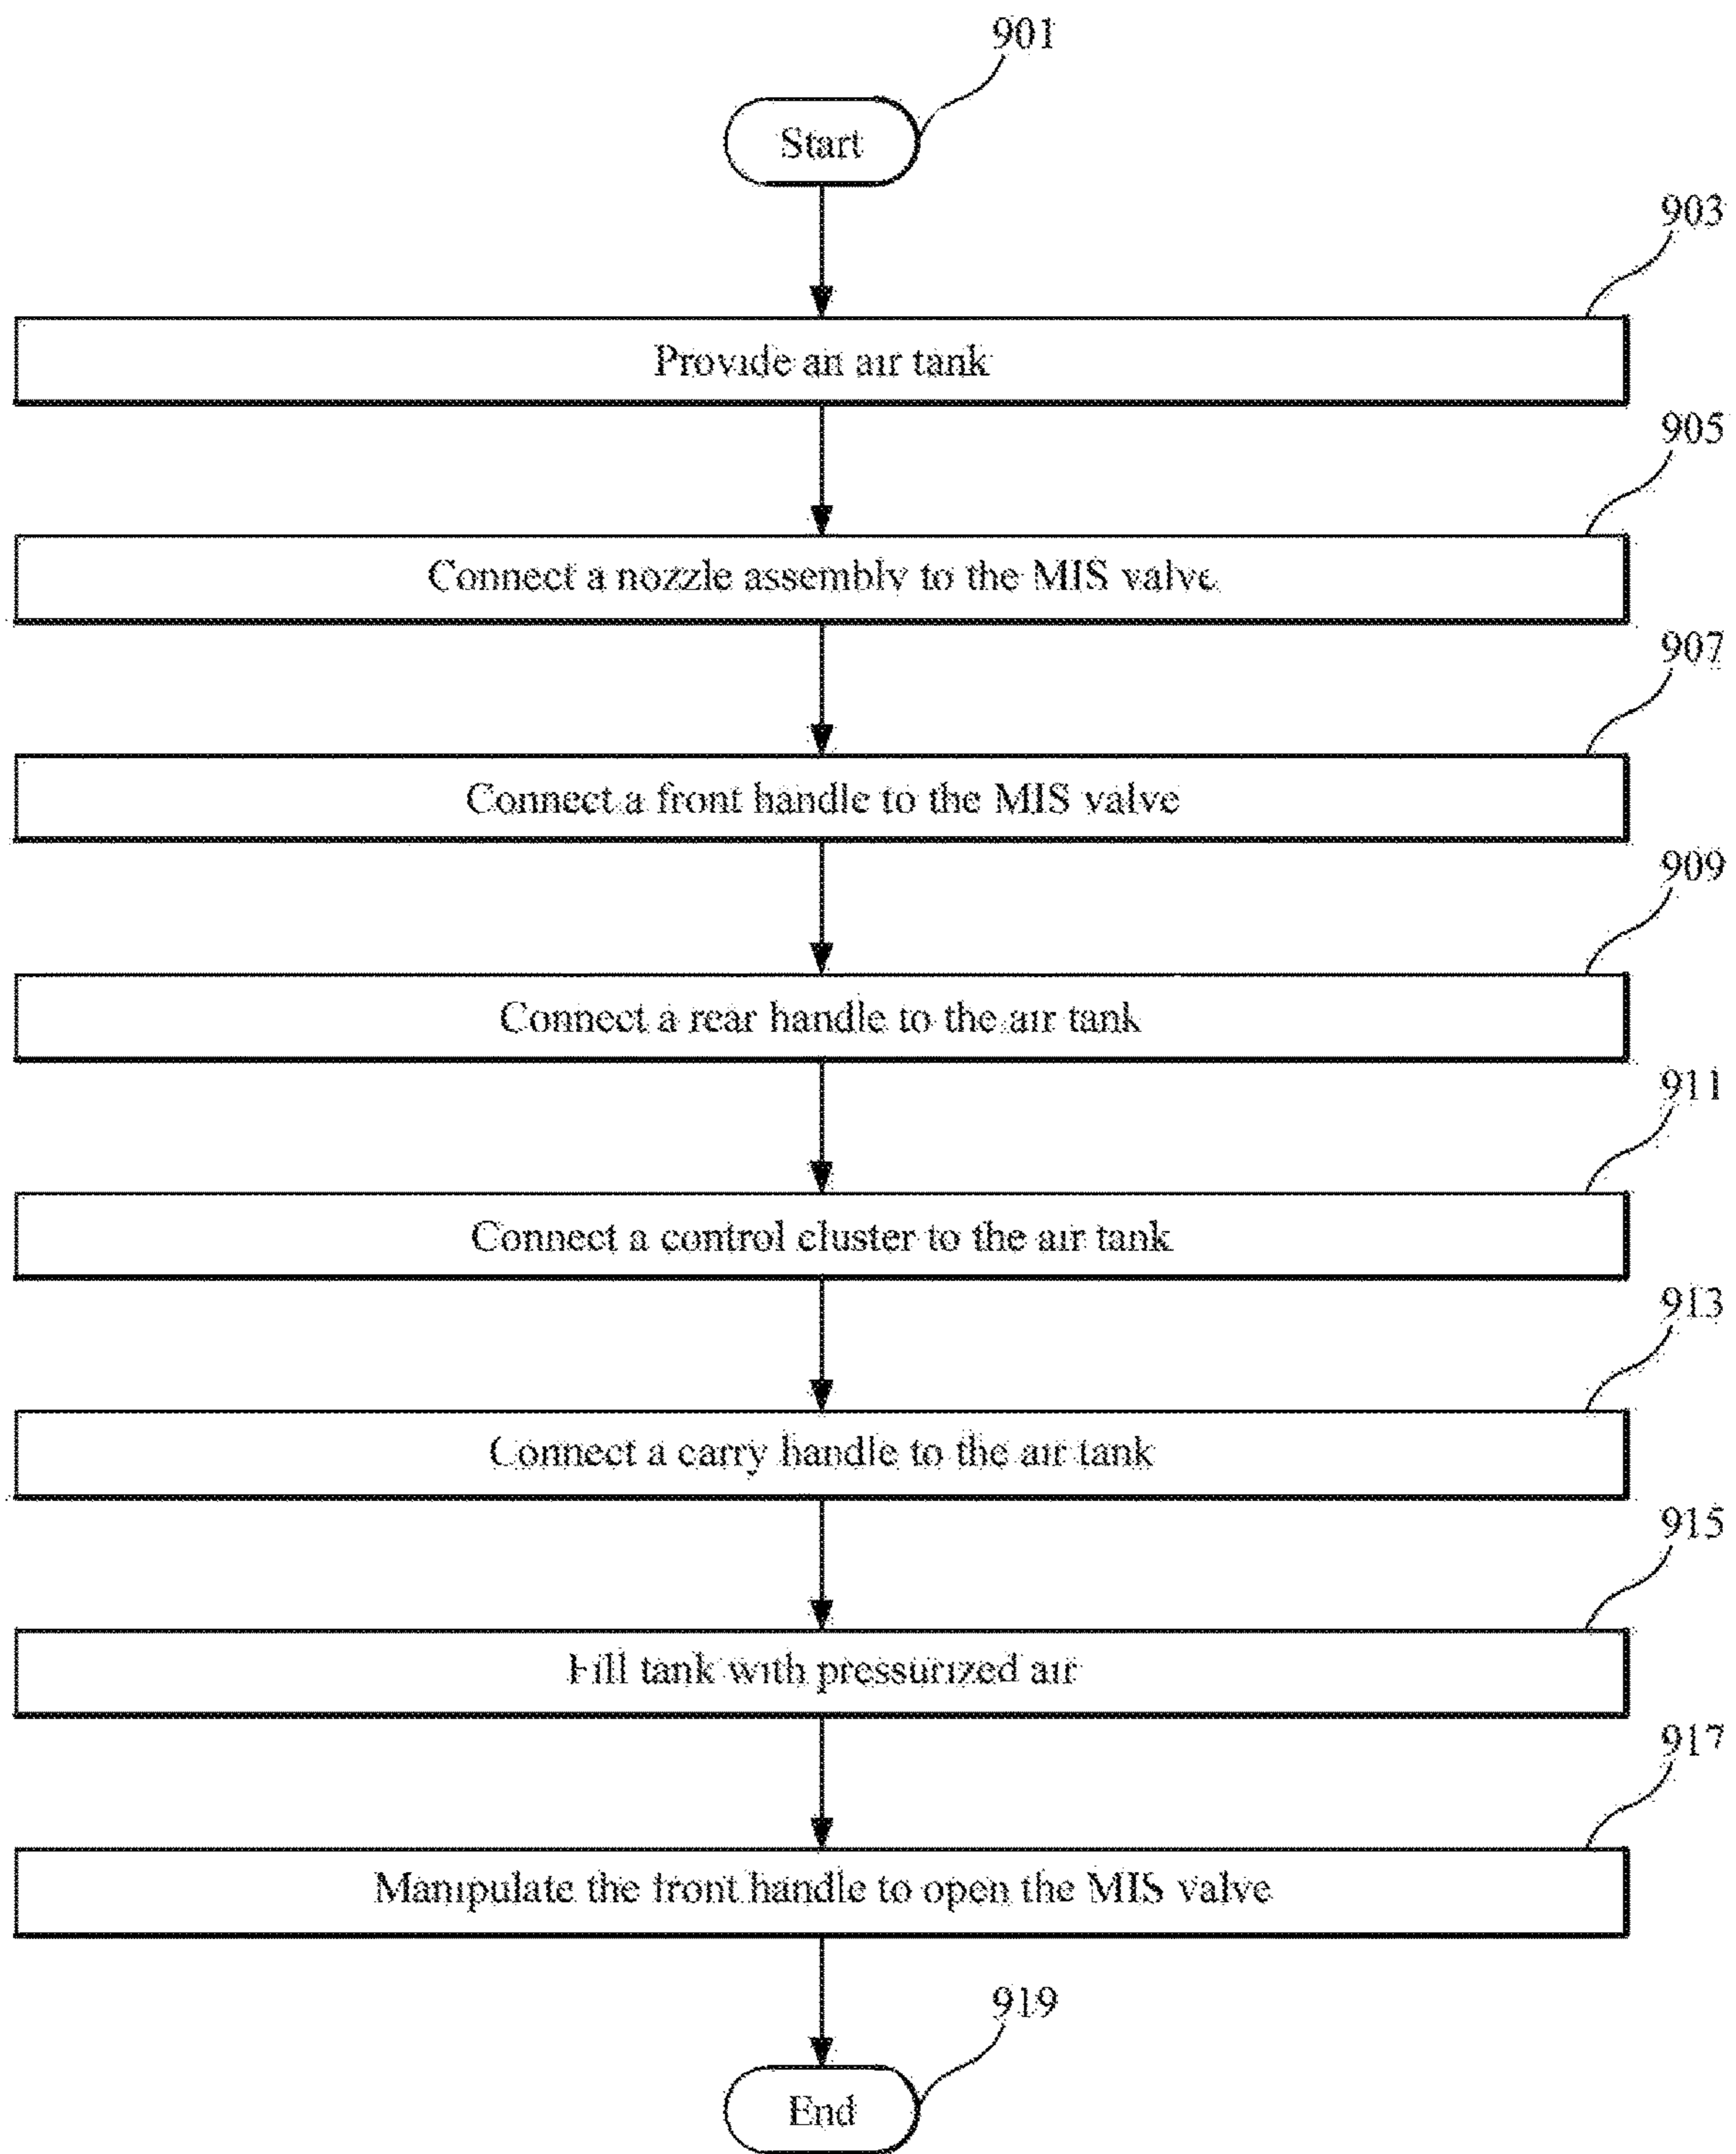 901
Start
903
Provide an air tank
905
Connect a nozzle assembly to the MIS valve
907
Connect a front handle to the MIS valve
909
Connect a rear handle to the air tank
911
Connect a control cluster to the air tank
913
Connect a carry handle to the air tank
915
Fill tank with pressurized air
917
Manipulate the front handle to open the MIS valve
919
End